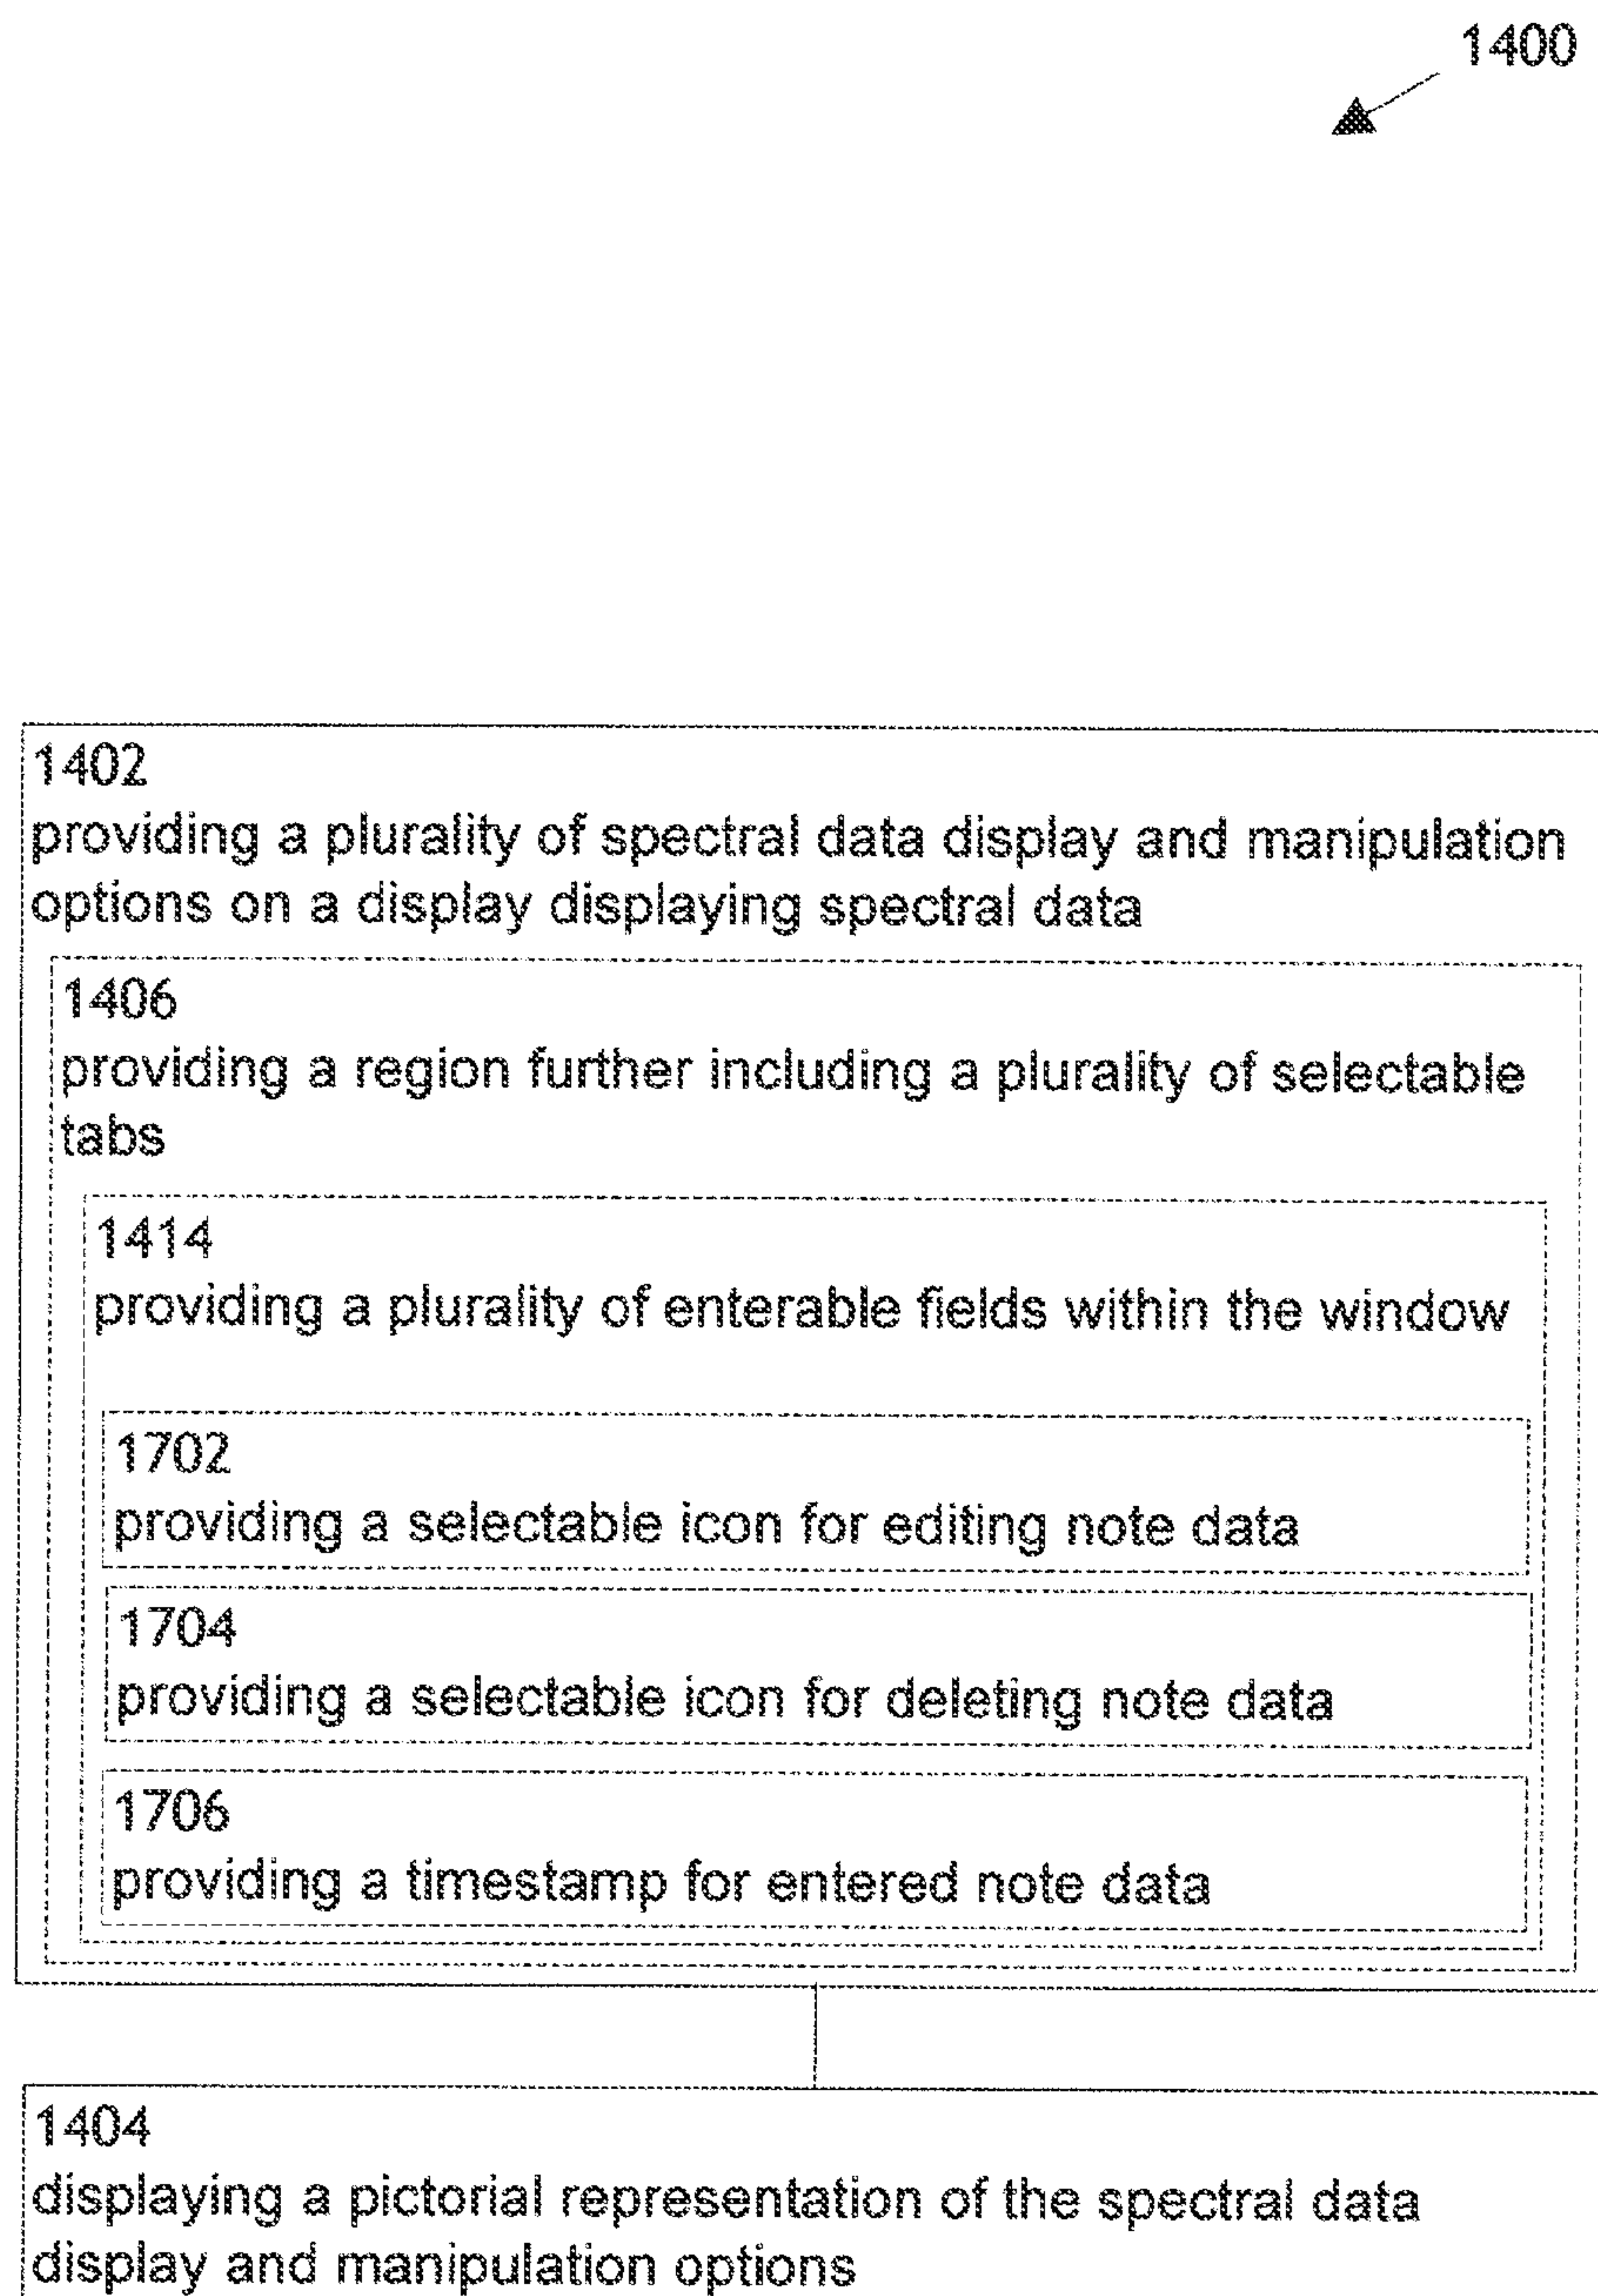 1400
1402
providing a plurality of spectral data display and manipulation
options on a display displaying spectral data
1406
providing a region further including a plurality of selectable
tabs
1414
providing a plurality of enterable fields within the window
1702
providing a selectable icon for editing note data
1704
providing a selectable icon for deleting note data
1706
providing a timestamp for entered note data
1404
displaying a pictorial representation of the spectral data
display and manipulation options